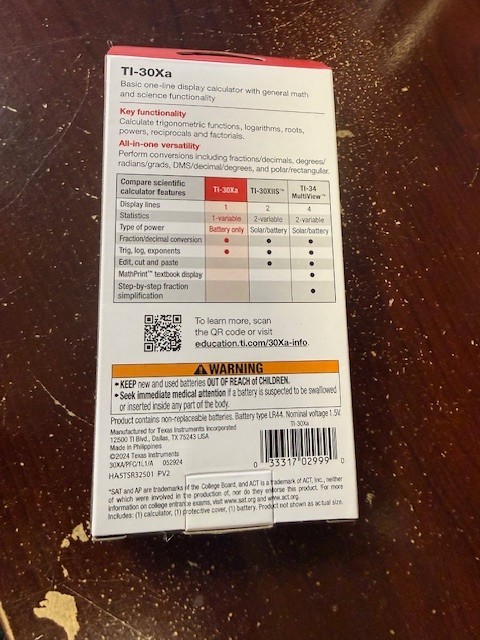 TI-30Xa
Basic one-line display calculator with general math
and science functionality
Key functionality
Calculate trigonometric functions, logarithms, roots,
powers, reciprocals and factorials.
All-in-one versatility
Perform conversions including fractions/decimals, degrees/
radians/grads, DMS/decimal/degrees, and polar/rectangular.
Compare scientific calculator features TI-30Xa TI-30XIIS™ TI-34 MultiView™
Display lines 1 2 4
Statistics 1-variable 2-variable 2-variable
Type of power Battery only Solar/battery Solar/battery
Fraction/decimal conversion • • •
Trig, log, exponents • • •
Edit, cut and paste • •
MathPrint™ textbook display •
Step-by-step fraction simplification •
To learn more, scan
the QR code or visit
education.ti.com/30Xa-info.
WARNING
• KEEP new and used batteries OUT OF REACH of CHILDREN.
• Seek immediate medical attention if a battery is suspected to be swallowed
or inserted inside any part of the body.
Product contains non-replaceable batteries. Battery type LR44. Nominal voltage 1.5V.
Manufactured for Texas Instruments Incorporated
12500 TI Blvd., Dallas, TX 75243 USA
Made in Philippines
©2024 Texas Instruments
30XA/PFC/1L1/A 052924
HA5TSR32501 PV2
TI-30Xa
0 33317 02999 0
*SAT and AP are trademarks of the College Board, and ACT is a trademark of ACT, Inc., neither
of which were involved in the production of, nor do they endorse this product. For more
information on college entrance exams, visit www.sat.org and www.act.org.
Includes: (1) calculator, (1) protective cover, (1) battery. Product not shown as actual size.